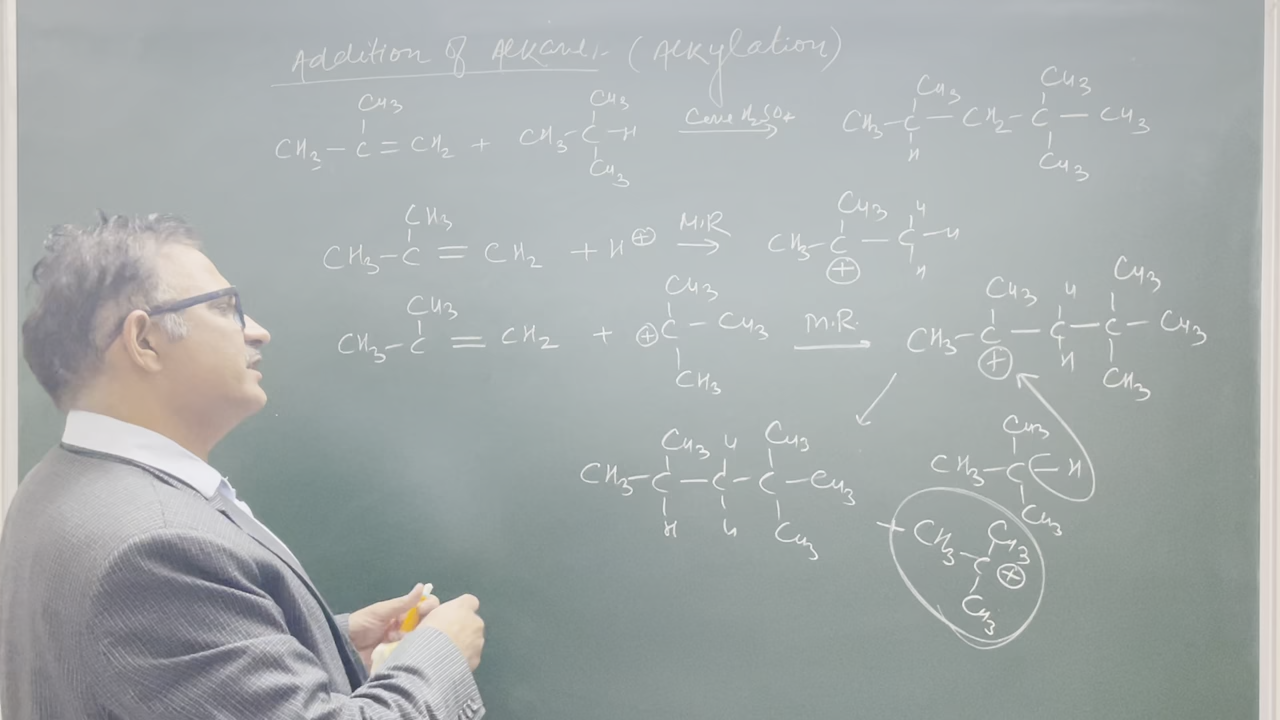 Addition of Alkanes (Alkylation)
CH3 CH3 CH3 CH3
CH3 — C = CH2 + CH3 — C — H Conc H2SO4 → CH3 — C — CH2 — C — CH3
CH3 H CH3
CH3 CH3 H
CH3 — C = CH2 + H⊕ M.R → CH3 — C — C — H
⊕ H
CH3 CH3 CH3 H CH3
CH3 — C = CH2 + ⊕C — CH3 M.R. → CH3 — C — C — C — CH3
CH3 ⊕ H CH3
CH3 H CH3 CH3
CH3 — C — C — C — CH3 CH3 — C — H
H H CH3 CH3
+ CH3 CH3
C ⊕
CH3